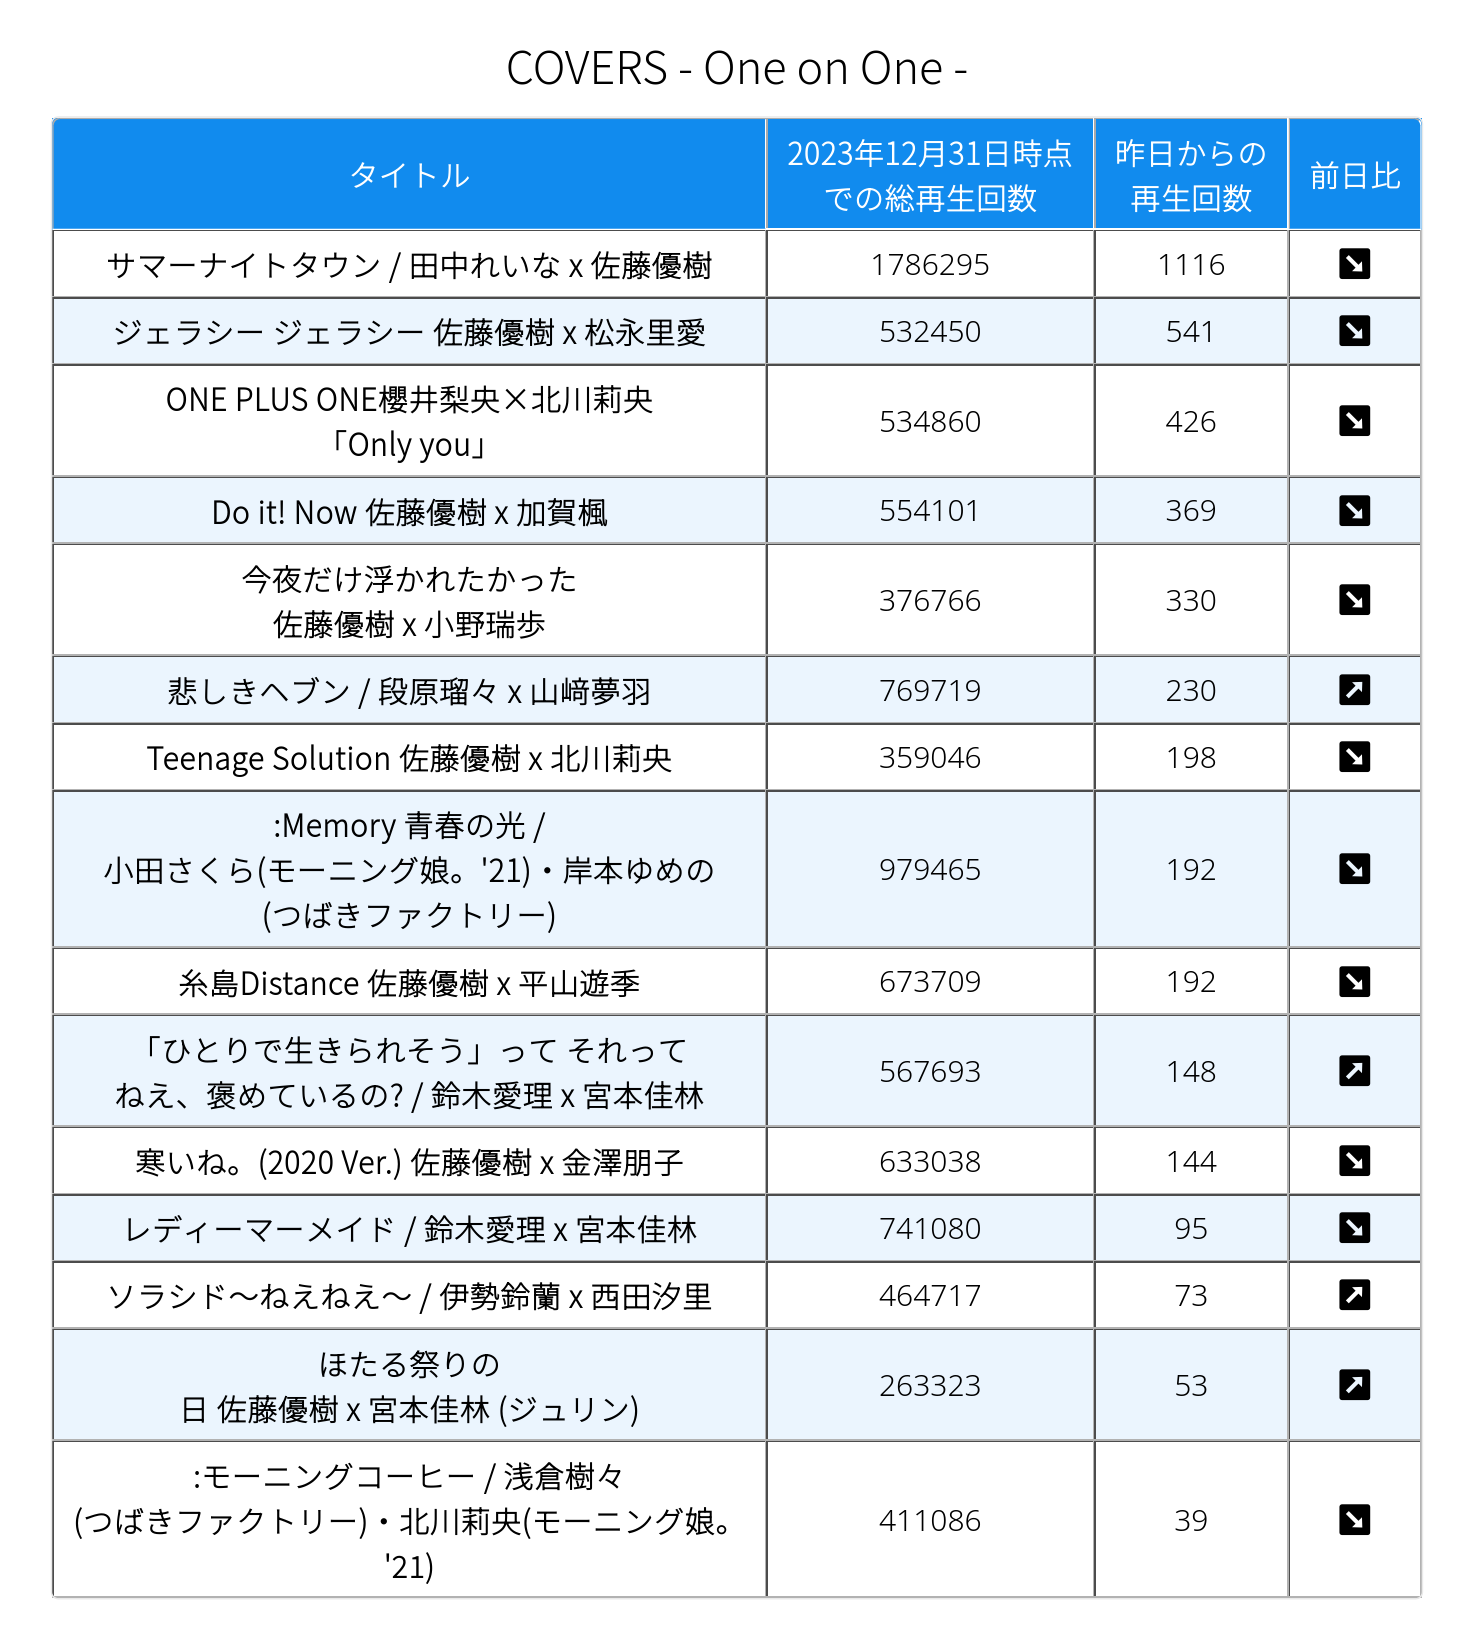 COVERS - One on One -
タイトル
2023年12月31日時点
での総再生回数
昨日からの
再生回数
前日比
サマーナイトタウン / 田中れいな x 佐藤優樹
1786295
1116
ジェラシー ジェラシー 佐藤優樹 x 松永里愛
532450
541
ONE PLUS ONE櫻井梨央×北川莉央
「Only you」
534860
426
Do it! Now 佐藤優樹 x 加賀楓
554101
369
今夜だけ浮かれたかった
佐藤優樹 x 小野瑞歩
376766
330
悲しきヘブン / 段原瑠々 x 山﨑夢羽
769719
230
Teenage Solution 佐藤優樹 x 北川莉央
359046
198
:Memory 青春の光 /
小田さくら(モーニング娘。'21)・岸本ゆめの
(つばきファクトリー)
979465
192
糸島Distance 佐藤優樹 x 平山遊季
673709
192
「ひとりで生きられそう」って それって
ねえ、褒めているの? / 鈴木愛理 x 宮本佳林
567693
148
寒いね。(2020 Ver.) 佐藤優樹 x 金澤朋子
633038
144
レディーマーメイド / 鈴木愛理 x 宮本佳林
741080
95
ソラシド〜ねえねえ〜 / 伊勢鈴蘭 x 西田汐里
464717
73
ほたる祭りの
日 佐藤優樹 x 宮本佳林 (ジュリン)
263323
53
:モーニングコーヒー / 浅倉樹々
(つばきファクトリー)・北川莉央(モーニング娘。
'21)
411086
39